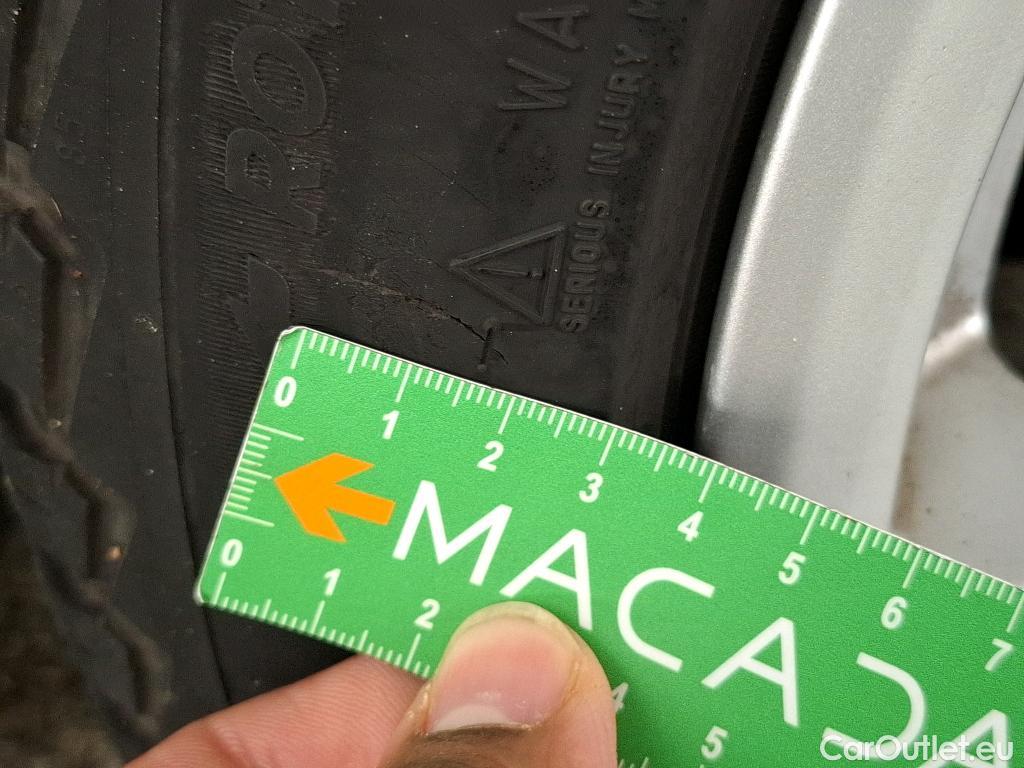 WA
SERIOUS INJURY M
0 1 2 3 4 5 6 7
MACADA
0 1 2 4 5
CarOutlet.eu